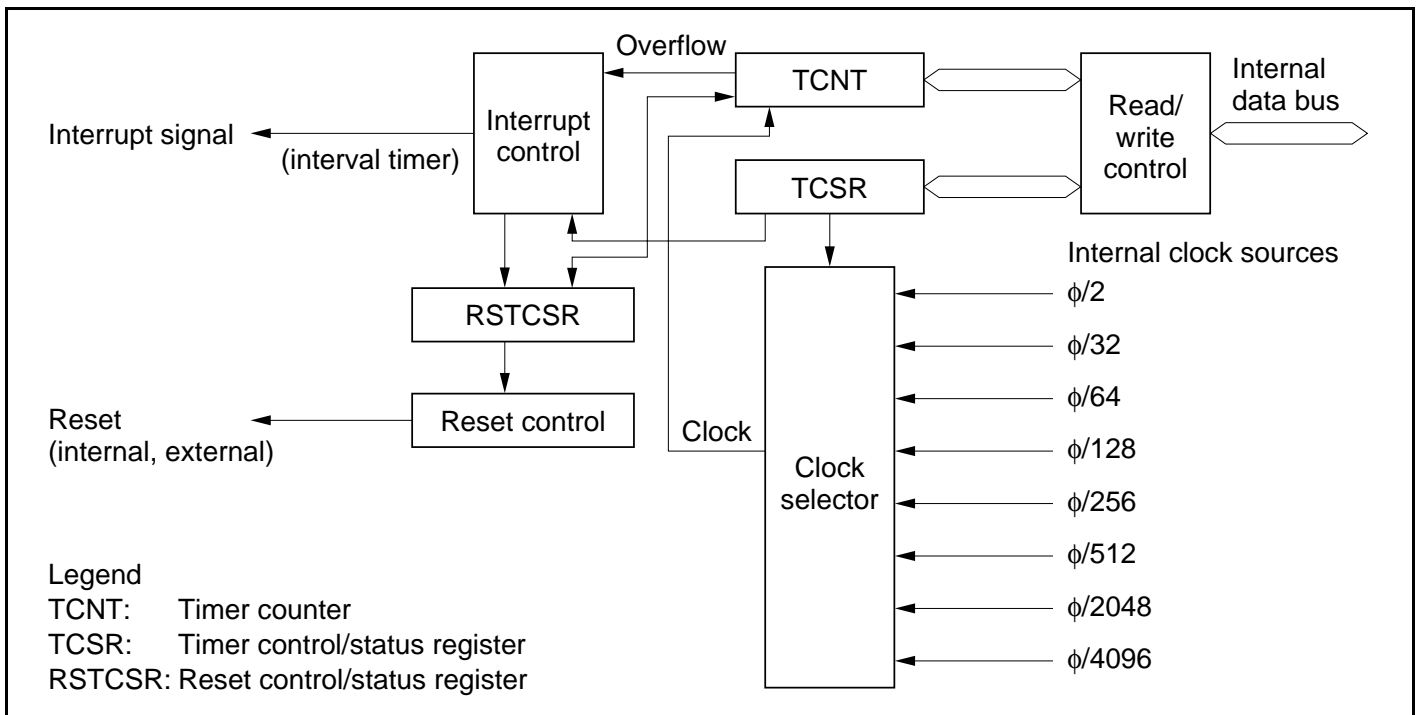 Overflow
TCNT
Interrupt
control
Read/
write
control
Internal
data bus
Interrupt signal
(interval timer)
TCSR
Internal clock sources
RSTCSR
Reset control
Reset
(internal, external)
Clock
Clock
selector
ϕ/2
ϕ/32
ϕ/64
ϕ/128
ϕ/256
ϕ/512
ϕ/2048
ϕ/4096
Legend
TCNT: Timer counter
TCSR: Timer control/status register
RSTCSR: Reset control/status register